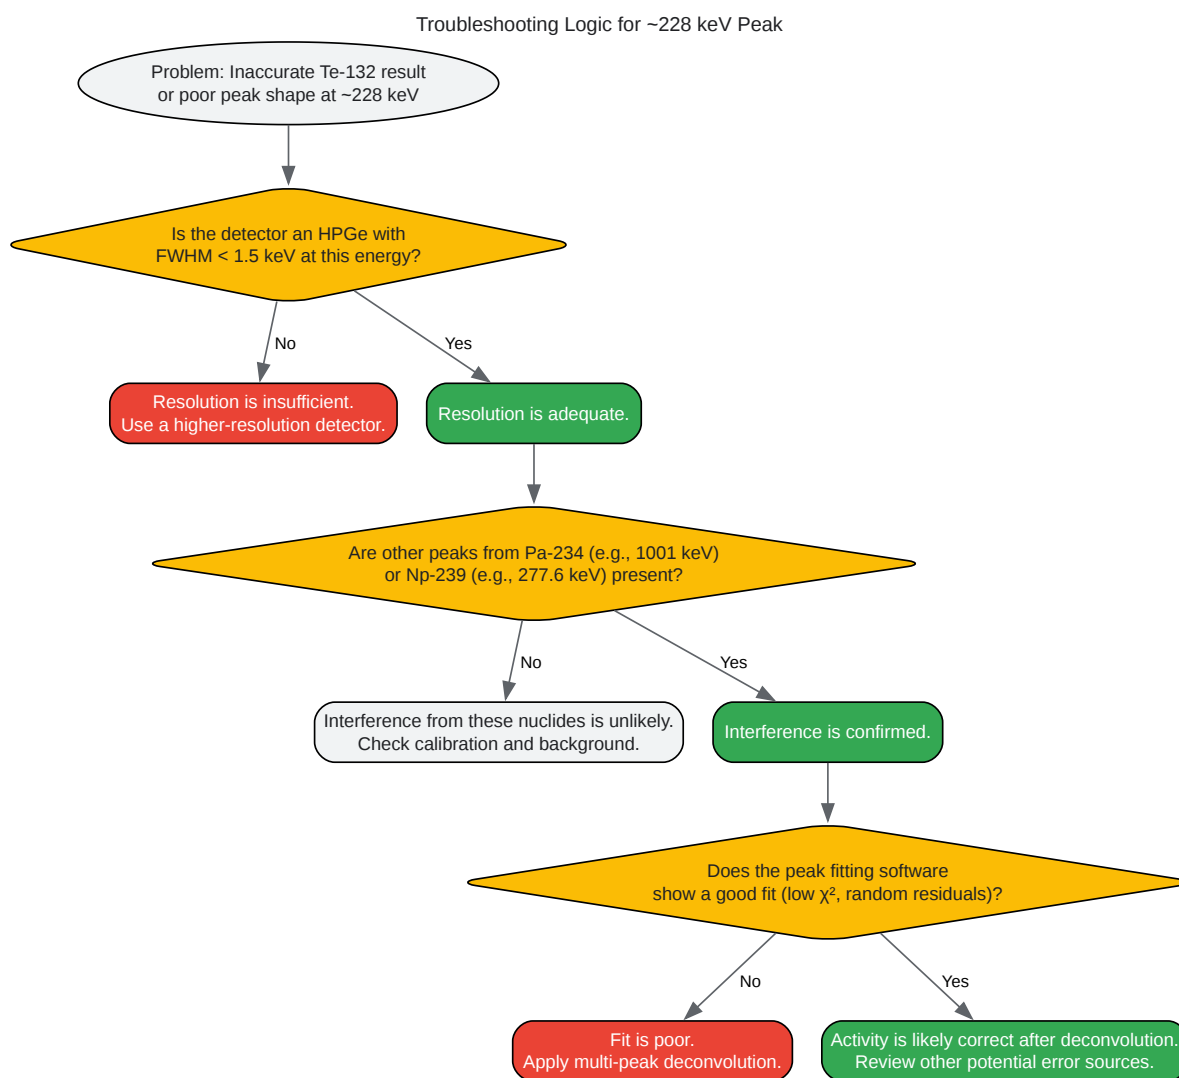 Troubleshooting Logic for ~228 keV Peak
Problem: Inaccurate Te-132 result
or poor peak shape at ~228 keV
Is the detector an HPGe with
FWHM < 1.5 keV at this energy?
No
Yes
Resolution is insufficient.
Use a higher-resolution detector.
Resolution is adequate.
Are other peaks from Pa-234 (e.g., 1001 keV)
or Np-239 (e.g., 277.6 keV) present?
No
Yes
Interference from these nuclides is unlikely.
Check calibration and background.
Interference is confirmed.
Does the peak fitting software
show a good fit (low χ², random residuals)?
No
Yes
Fit is poor.
Apply multi-peak deconvolution.
Activity is likely correct after deconvolution.
Review other potential error sources.